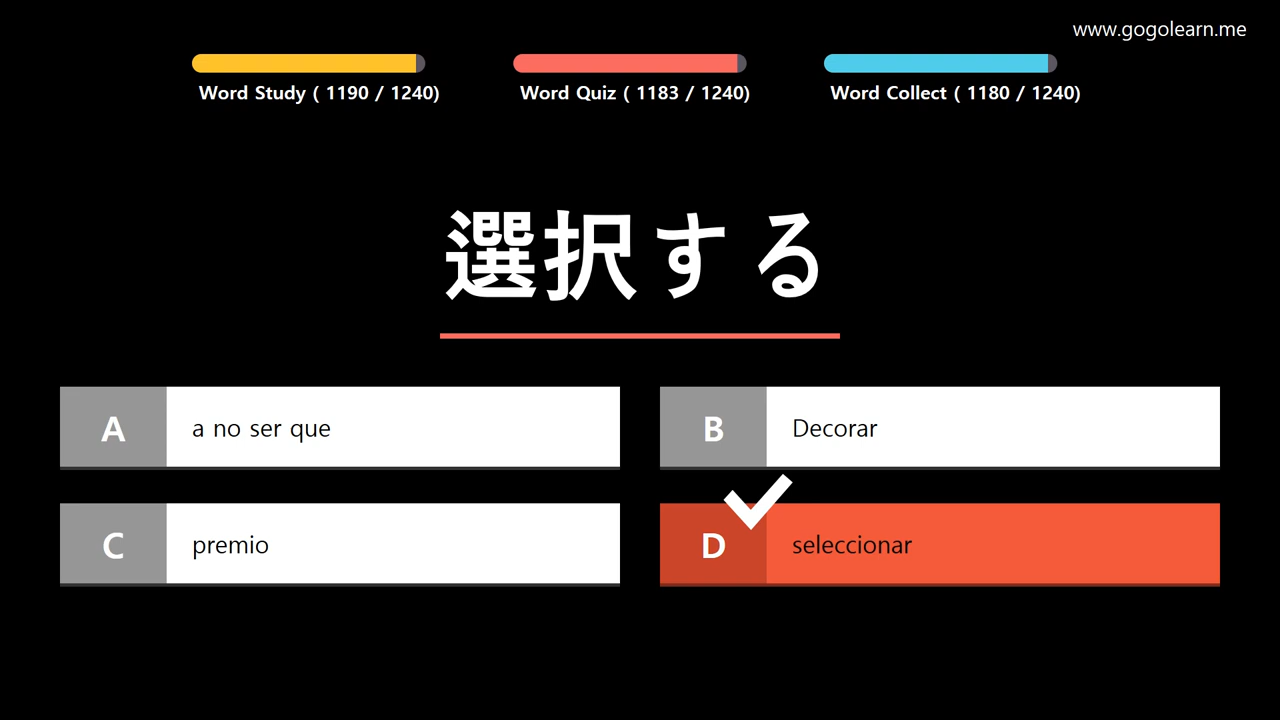 www.gogolearn.me
Word Study ( 1190 / 1240)
Word Quiz ( 1183 / 1240)
Word Collect ( 1180 / 1240)
選択する
A a no ser que
B Decorar
C premio
D seleccionar